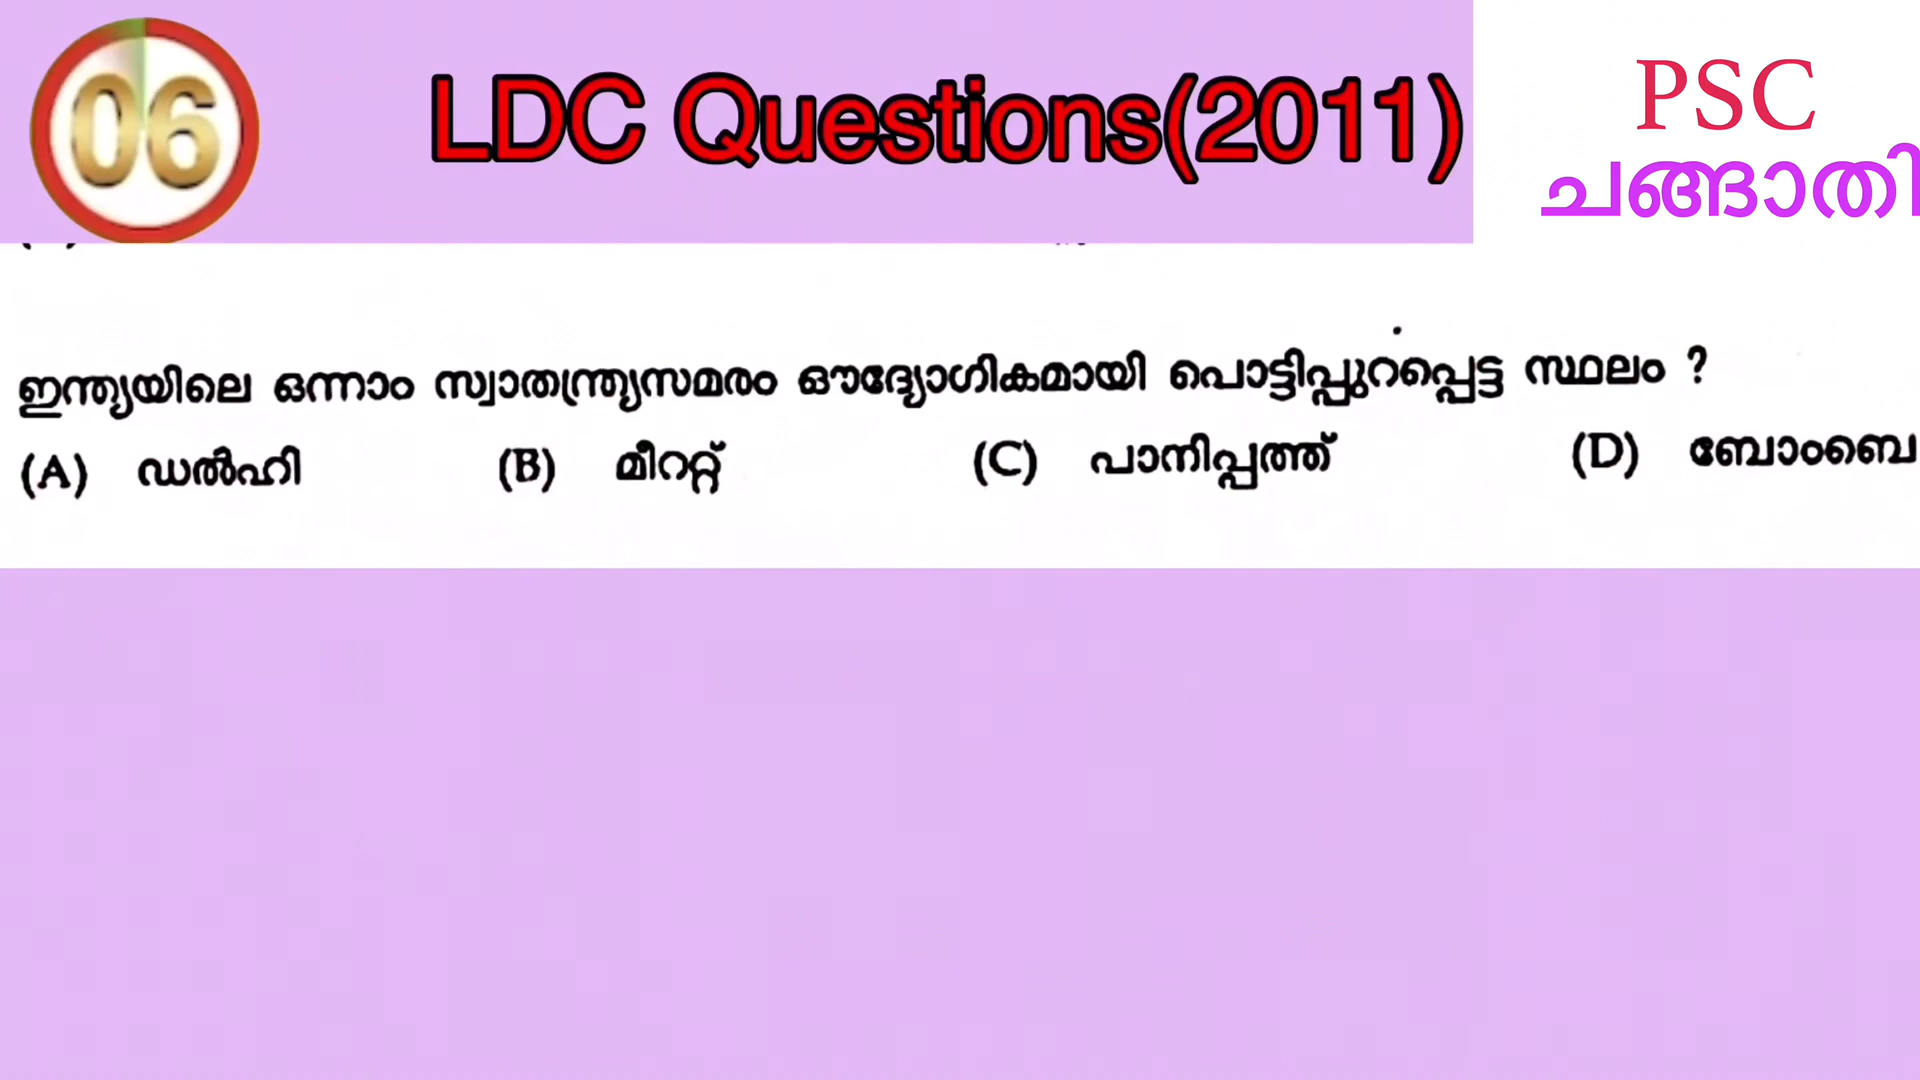 06
LDC Questions(2011)
PSC
ചങ്ങാതി
ഇന്ത്യയിലെ ഒന്നാം സ്വാതന്ത്ര്യസമരം ഔദ്യോഗികമായി പൊട്ടിപ്പുറപ്പെട്ട സ്ഥലം ?
(A) ഡൽഹി (B) മീററ്റ് (C) പാനിപ്പത്ത് (D) ബോംബെ